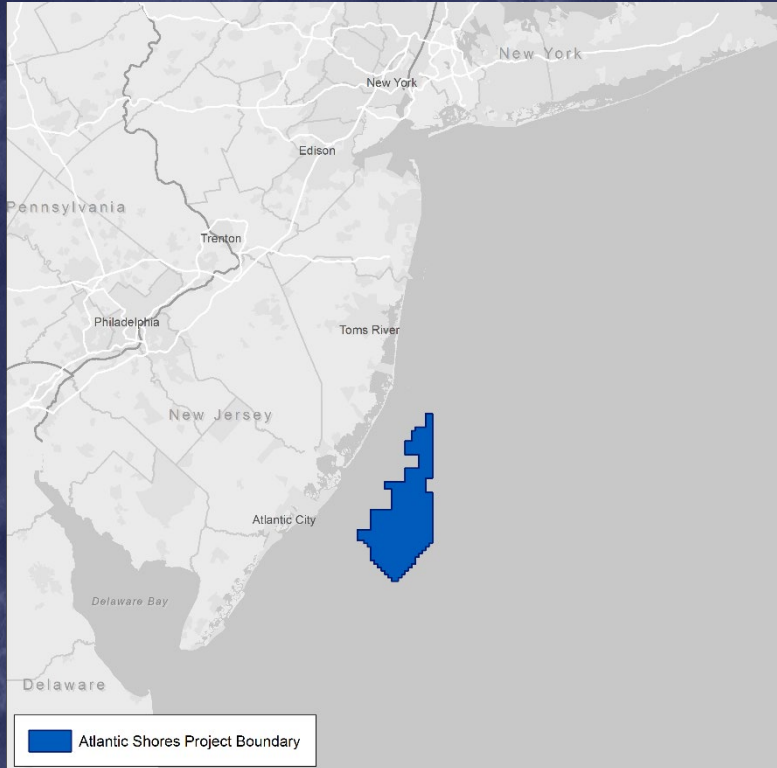 New York
New York
Edison
Pennsylvania
Trenton
Philadelphia
Toms River
New Jersey
Atlantic City
Delaware Bay
Delaware
Atlantic Shores Project Boundary